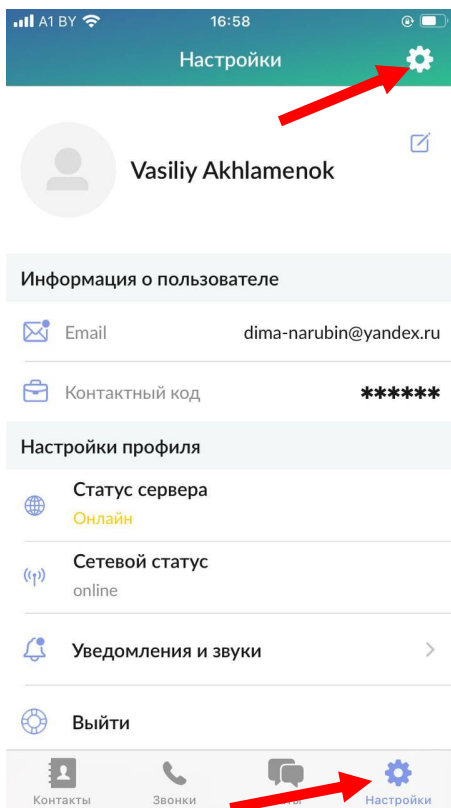 A1 BY 16:58
Настройки
Vasiliy Akhlamenok
Информация о пользователе
Email dima-narubin@yandex.ru
Контактный код ******
Настройки профиля
Статус сервера
Онлайн
Сетевой статус
online
Уведомления и звуки
Выйти
Контакты Звонки Настройки